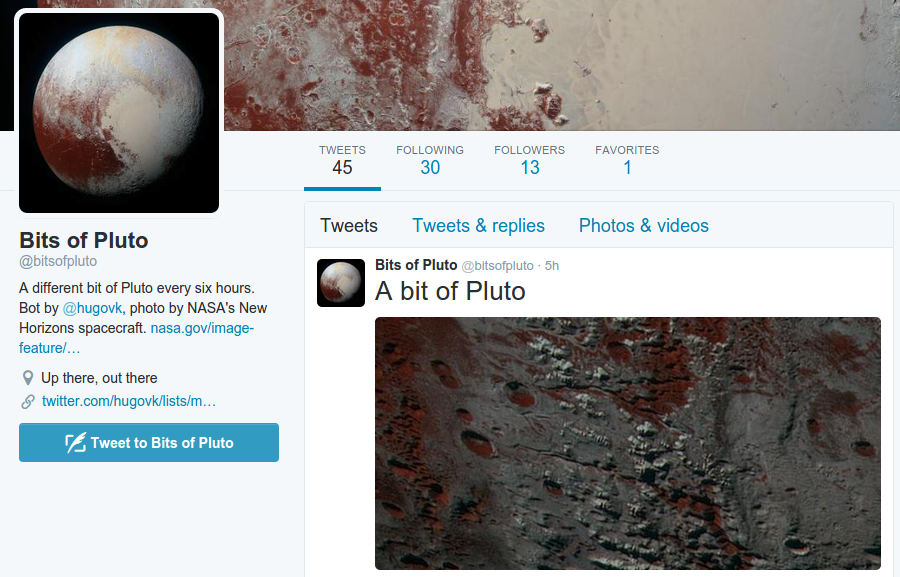 TWEETS FOLLOWING FOLLOWERS FAVORITES
45 30 13 1
Bits of Pluto
@bitsofpluto
A different bit of Pluto every six hours.
Bot by @hugovk, photo by NASA's New
Horizons spacecraft. nasa.gov/image-
feature/…
Up there, out there
twitter.com/hugovk/lists/m…
Tweet to Bits of Pluto
Tweets Tweets & replies Photos & videos
Bits of Pluto @bitsofpluto · 5h
A bit of Pluto